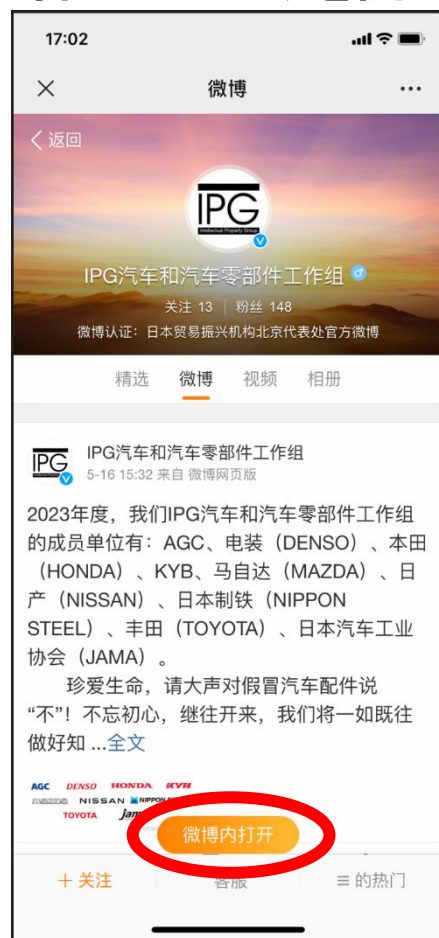 17:02
微博
返回
IPG
Intellectual Property Group
IPG汽车和汽车零部件工作组
关注 13 | 粉丝 148
微博认证：日本贸易振兴机构北京代表处官方微博
精选 微博 视频 相册
IPG
IPG汽车和汽车零部件工作组
5-16 15:32 来自 微博网页版
2023年度，我们IPG汽车和汽车零部件工作组
的成员单位有：AGC、电装（DENSO）、本田
（HONDA）、KYB、马自达（MAZDA）、日
产（NISSAN）、日本制铁（NIPPON
STEEL）、丰田（TOYOTA）、日本汽车工业
协会（JAMA）。
珍爱生命，请大声对假冒汽车配件说
“不”！不忘初心，继往开来，我们将一如既往
做好知 ...全文
AGC DENSO HONDA KYB
mazda NISSAN NIPPON
TOYOTA
微博内打开
+ 关注 客服 的热门